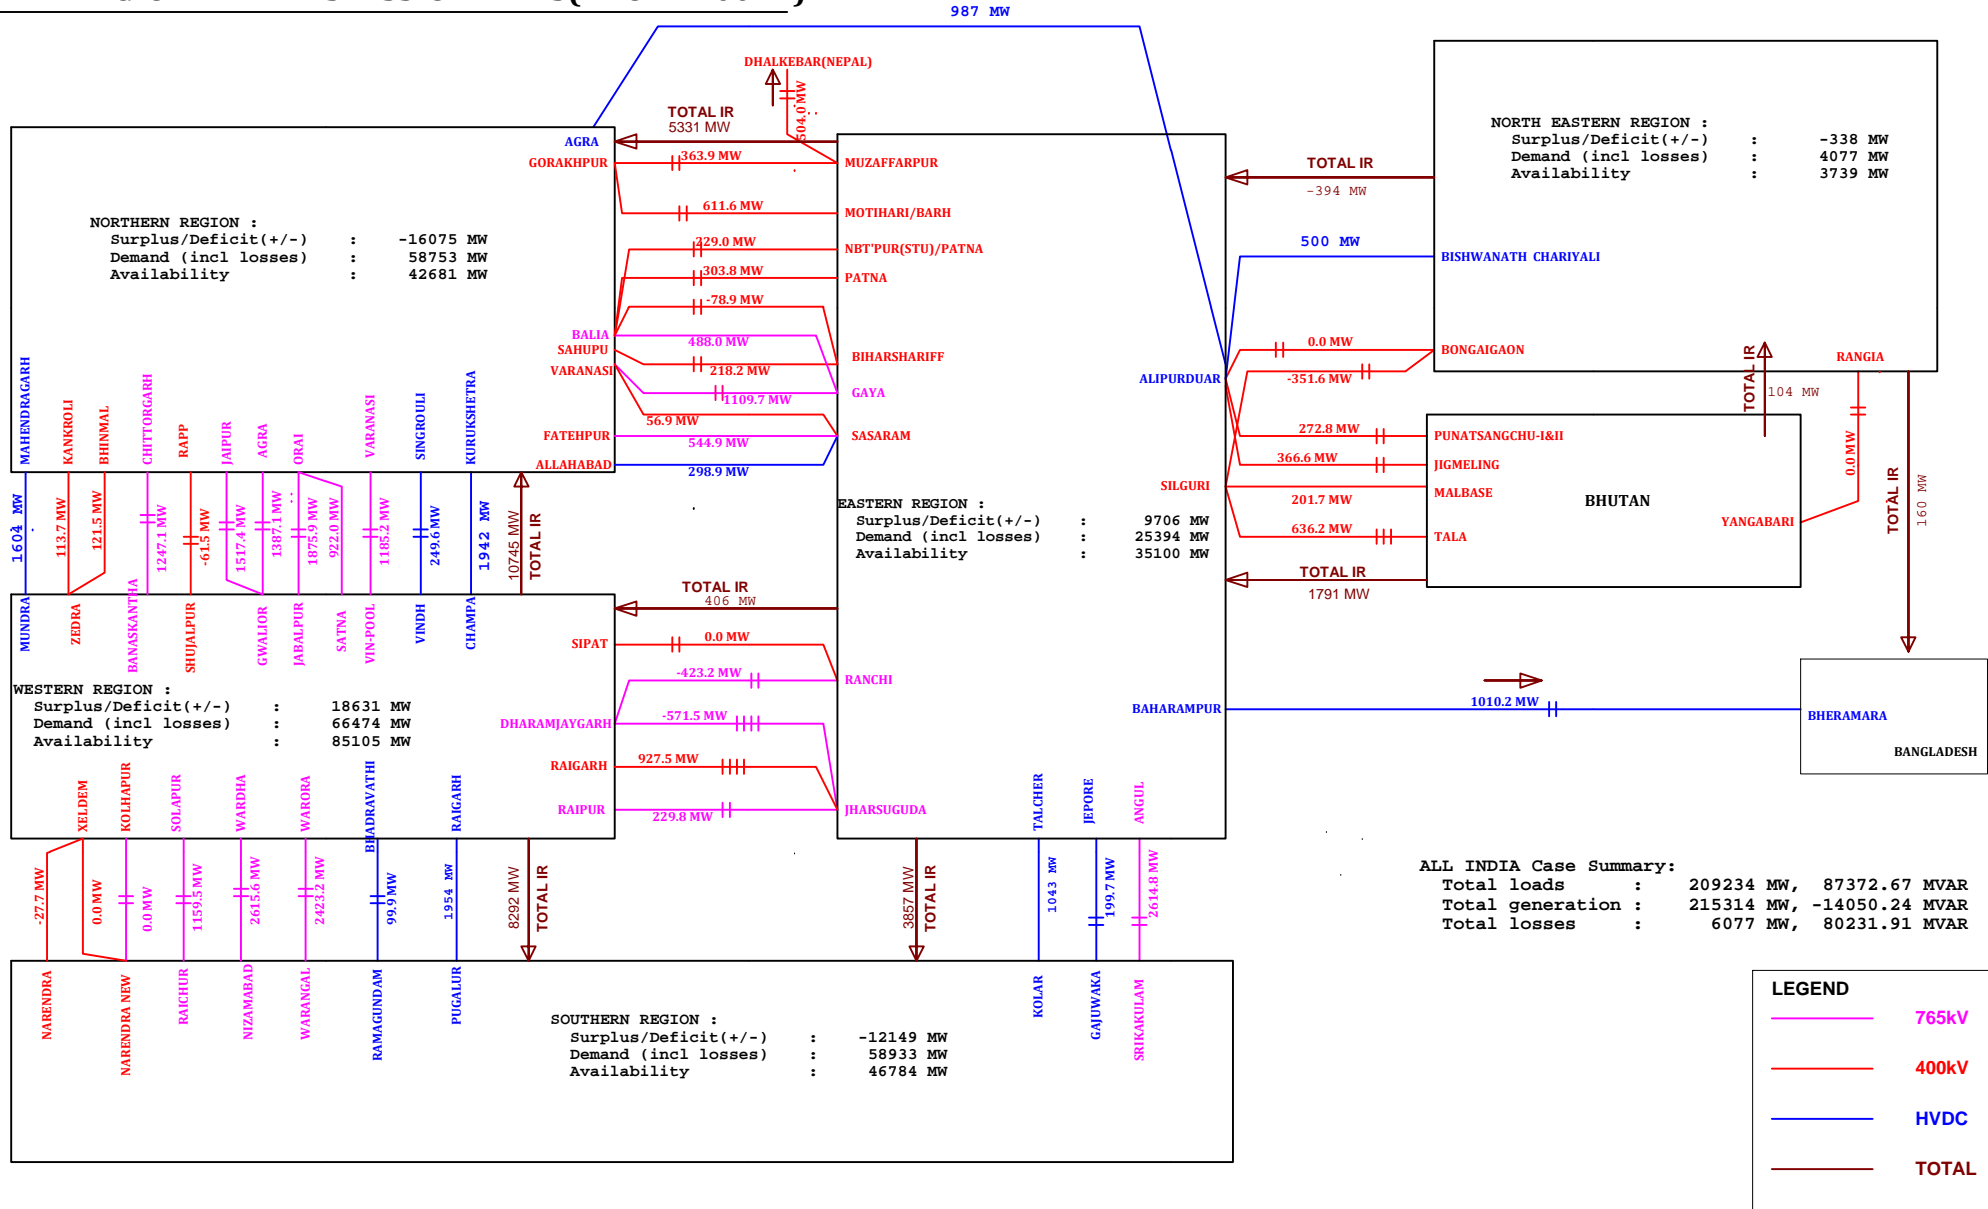 987 MW
DHALKEBAR(NEPAL)
504.0 MW
TOTAL IR
5331 MW
AGRA
GORAKHPUR
363.9 MW
MUZAFFARPUR
611.6 MW
MOTIHARI/BARH
229.0 MW
NBT'PUR(STU)/PATNA
303.8 MW
PATNA
-78.9 MW
BALIA
488.0 MW
SAHUPU
BIHARSHARIFF
VARANASI
218.2 MW
1109.7 MW
GAYA
56.9 MW
FATEHPUR
544.9 MW
SASARAM
ALLAHABAD
298.9 MW
NORTHERN REGION :
Surplus/Deficit(+/-) : -16075 MW
Demand (incl losses) : 58753 MW
Availability : 42681 MW
NORTH EASTERN REGION :
Surplus/Deficit(+/-) : -338 MW
Demand (incl losses) : 4077 MW
Availability : 3739 MW
TOTAL IR
-394 MW
500 MW
BISHWANATH CHARIYALI
0.0 MW
BONGAIGAON
-351.6 MW
RANGIA
ALIPURDUAR
TOTAL IR
104 MW
272.8 MW
PUNATSANGCHU-I&II
366.6 MW
JIGMELING
SILGURI
201.7 MW
MALBASE
636.2 MW
TALA
BHUTAN
YANGABARI
0.0 MW
TOTAL IR
160 MW
TOTAL IR
1791 MW
MAHENDRAGARH
KANKROLI
BHINMAL
CHITTORGARH
RAPP
JAIPUR
AGRA
ORAI
VARANASI
SINGROULI
KURUKSHETRA
1604 MW
113.7 MW
121.5 MW
1247.1 MW
-61.5 MW
1517.4 MW
1387.1 MW
1875.9 MW
922.0 MW
1185.2 MW
249.6 MW
1942 MW
10745 MW
TOTAL IR
MUNDRA
ZEDRA
BANASKANTHA
SHUJALPUR
GWALIOR
JABALPUR
SATNA
VIN-POOL
VINDH
CHAMPA
EASTERN REGION :
Surplus/Deficit(+/-) : 9706 MW
Demand (incl losses) : 25394 MW
Availability : 35100 MW
TOTAL IR
406 MW
SIPAT
0.0 MW
-423.2 MW
RANCHI
DHARAMJAYGARH
-571.5 MW
RAIGARH
927.5 MW
RAIPUR
229.8 MW
JHARSUGUDA
WESTERN REGION :
Surplus/Deficit(+/-) : 18631 MW
Demand (incl losses) : 66474 MW
Availability : 85105 MW
BAHARAMPUR
1010.2 MW
BHERAMARA
BANGLADESH
XELDEM
KOLHAPUR
SOLAPUR
WARDHA
WARORA
BHADRAVATHI
RAIGARH
TALCHER
JEPORE
ANGUL
-27.7 MW
0.0 MW
0.0 MW
1159.5 MW
2615.6 MW
2423.2 MW
99.9 MW
1954 MW
8292 MW
TOTAL IR
3857 MW
TOTAL IR
1043 MW
199.7 MW
2614.8 MW
NARENDRA
NARENDRA NEW
RAICHUR
NIZAMABAD
WARANGAL
RAMAGUNDAM
PUGALUR
KOLAR
GAJUWAKA
SRIKAKULAM
SOUTHERN REGION :
Surplus/Deficit(+/-) : -12149 MW
Demand (incl losses) : 58933 MW
Availability : 46784 MW
ALL INDIA Case Summary:
Total loads : 209234 MW, 87372.67 MVAR
Total generation : 215314 MW, -14050.24 MVAR
Total losses : 6077 MW, 80231.91 MVAR
LEGEND
765kV
400kV
HVDC
TOTAL